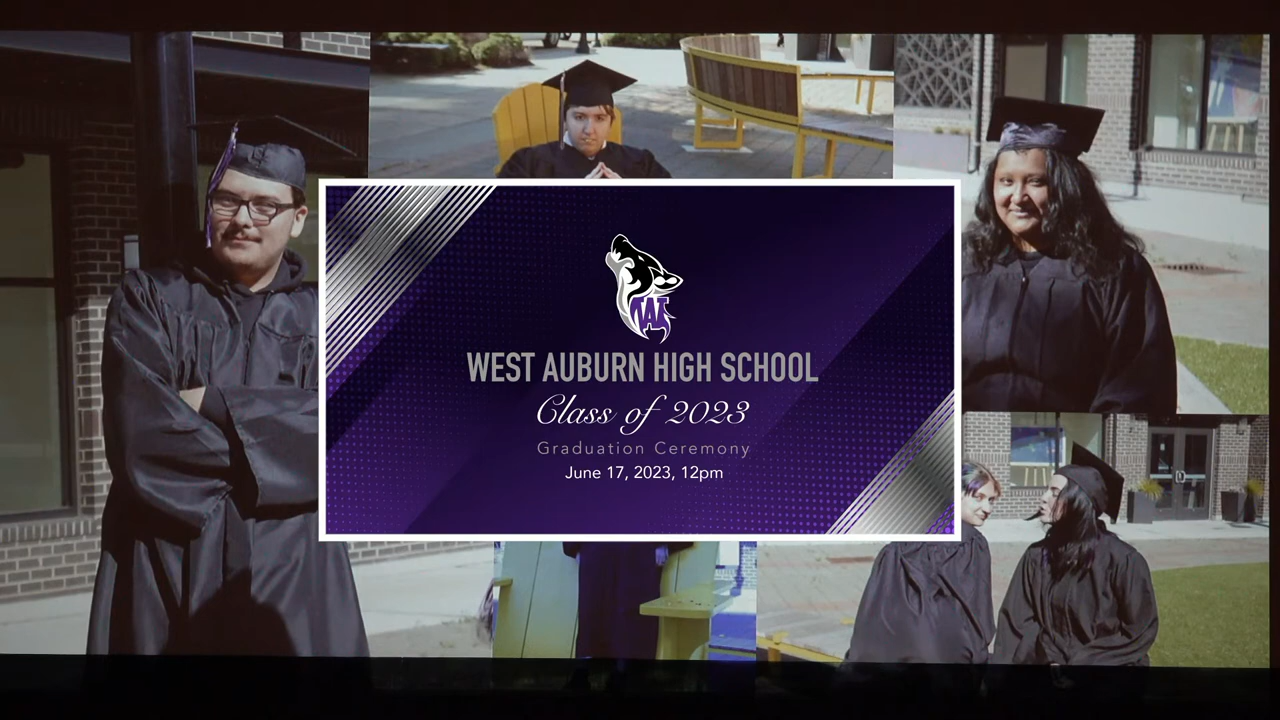 WEST AUBURN HIGH SCHOOL
Class of 2023
Graduation Ceremony
June 17, 2023, 12pm